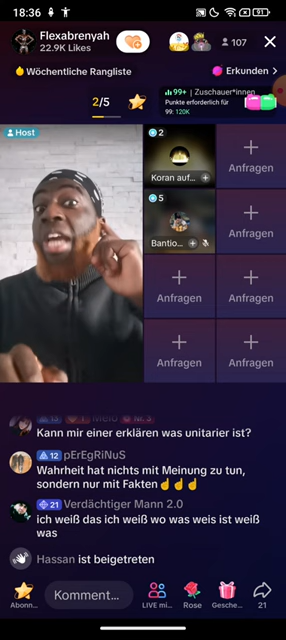 18:36
91
Flexabrenyah
22.9K Likes
107
Wöchentliche Rangliste
Erkunden >
2/5
99+ | Zuschauer*innen
Punkte erforderlich für
99: 120K
Host
2
Koran auf...
Anfragen
5
Bantio...
Anfragen
Anfragen
Anfragen
Anfragen
Anfragen
Kann mir einer erklären was unitarier ist?
12 pErEgRiNuS
Wahrheit hat nichts mit Meinung zu tun,
sondern nur mit Fakten☝☝☝
21 Verdächtiger Mann 2.0
ich weiß das ich weiß wo was weis ist weiß
was
Hassan ist beigetreten
Abonn...
Komment...
LIVE mi...
Rose
Gesche...
21